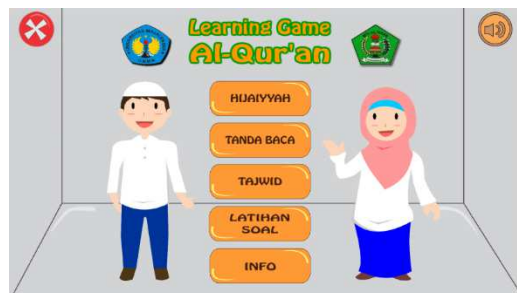 Learning Game
Al-Qur'an
HIJAIYYAH
TANDA BACA
TAJWID
LATIHAN
SOAL
INFO